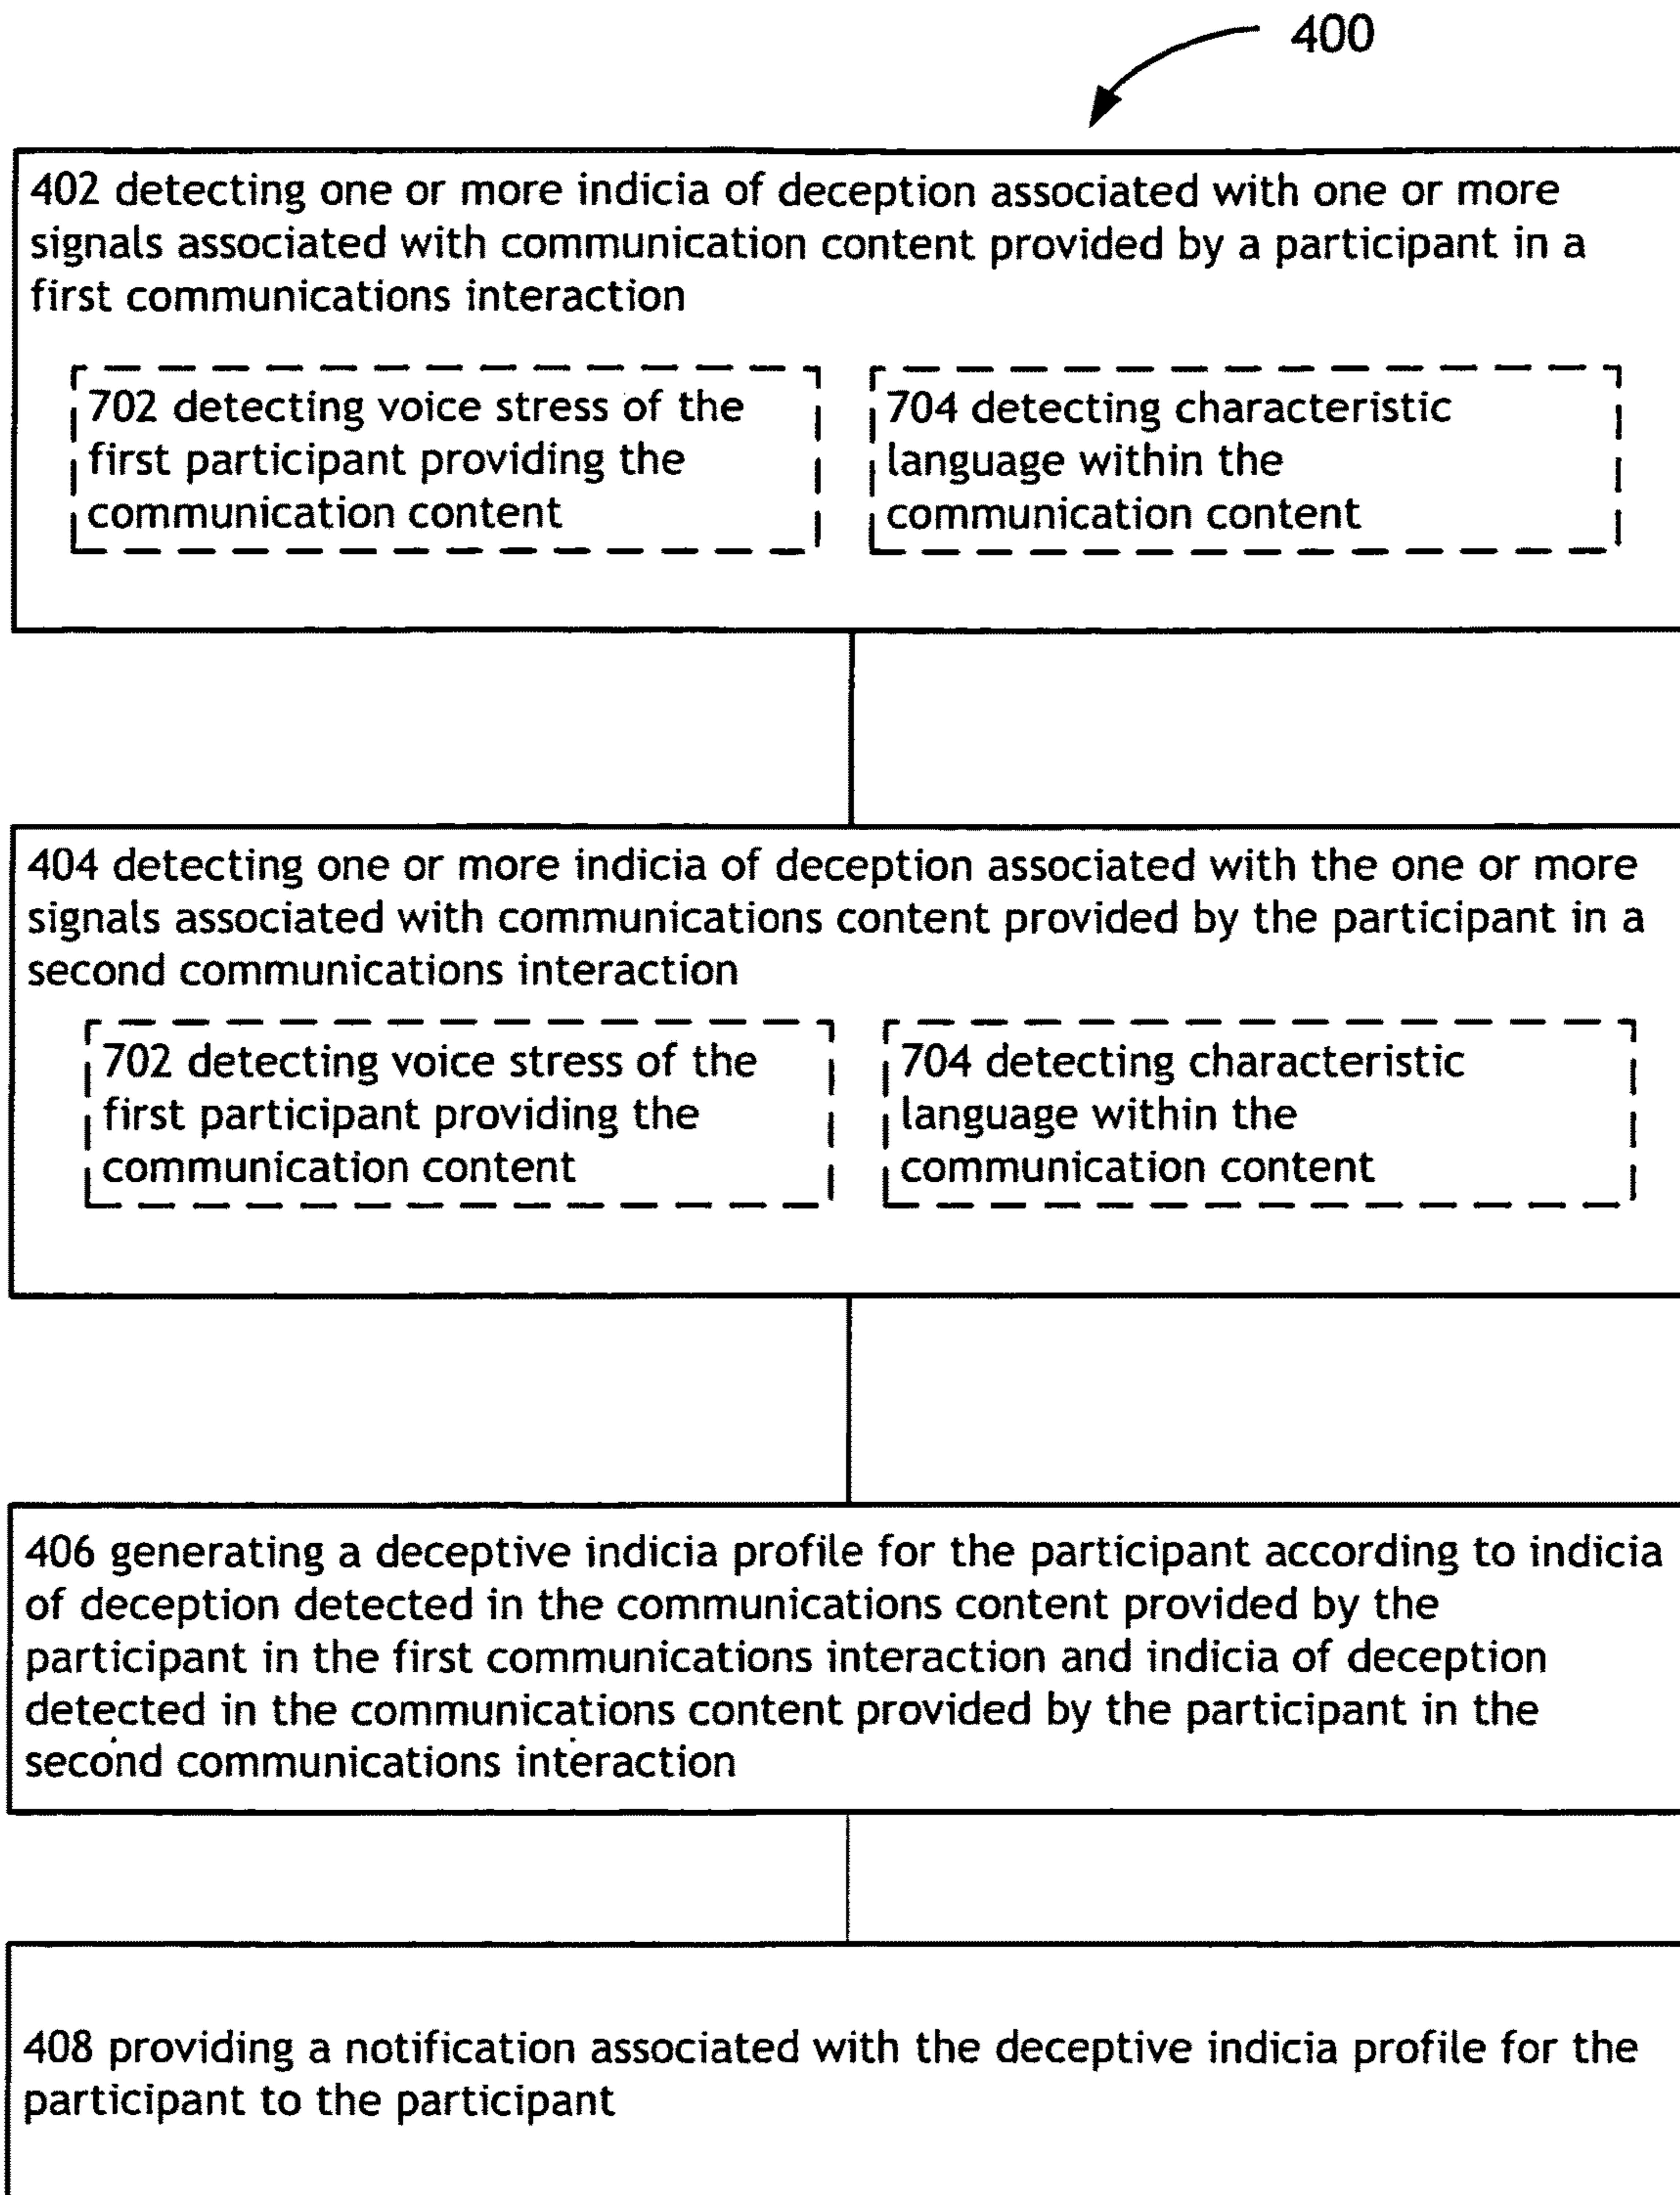 400
402 detecting one or more indicia of deception associated with one or more
signals associated with communication content provided by a participant in a
first communications interaction
702 detecting voice stress of the
first participant providing the
communication content
704 detecting characteristic
language within the
communication content
404 detecting one or more indicia of deception associated with the one or more
signals associated with communications content provided by the participant in a
second communications interaction
702 detecting voice stress of the
first participant providing the
communication content
704 detecting characteristic
language within the
communication content
406 generating a deceptive indicia profile for the participant according to indicia
of deception detected in the communications content provided by the
participant in the first communications interaction and indicia of deception
detected in the communications content provided by the participant in the
second communications interaction
408 providing a notification associated with the deceptive indicia profile for the
participant to the participant